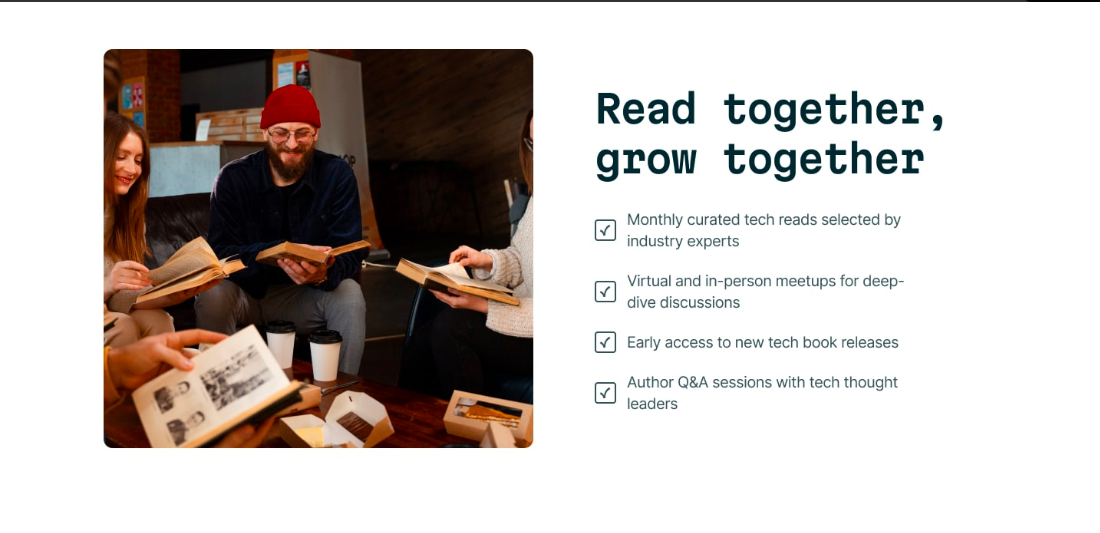 Read together,
grow together
Monthly curated tech reads selected by
industry experts
Virtual and in-person meetups for deep-
dive discussions
Early access to new tech book releases
Author Q&A sessions with tech thought
leaders